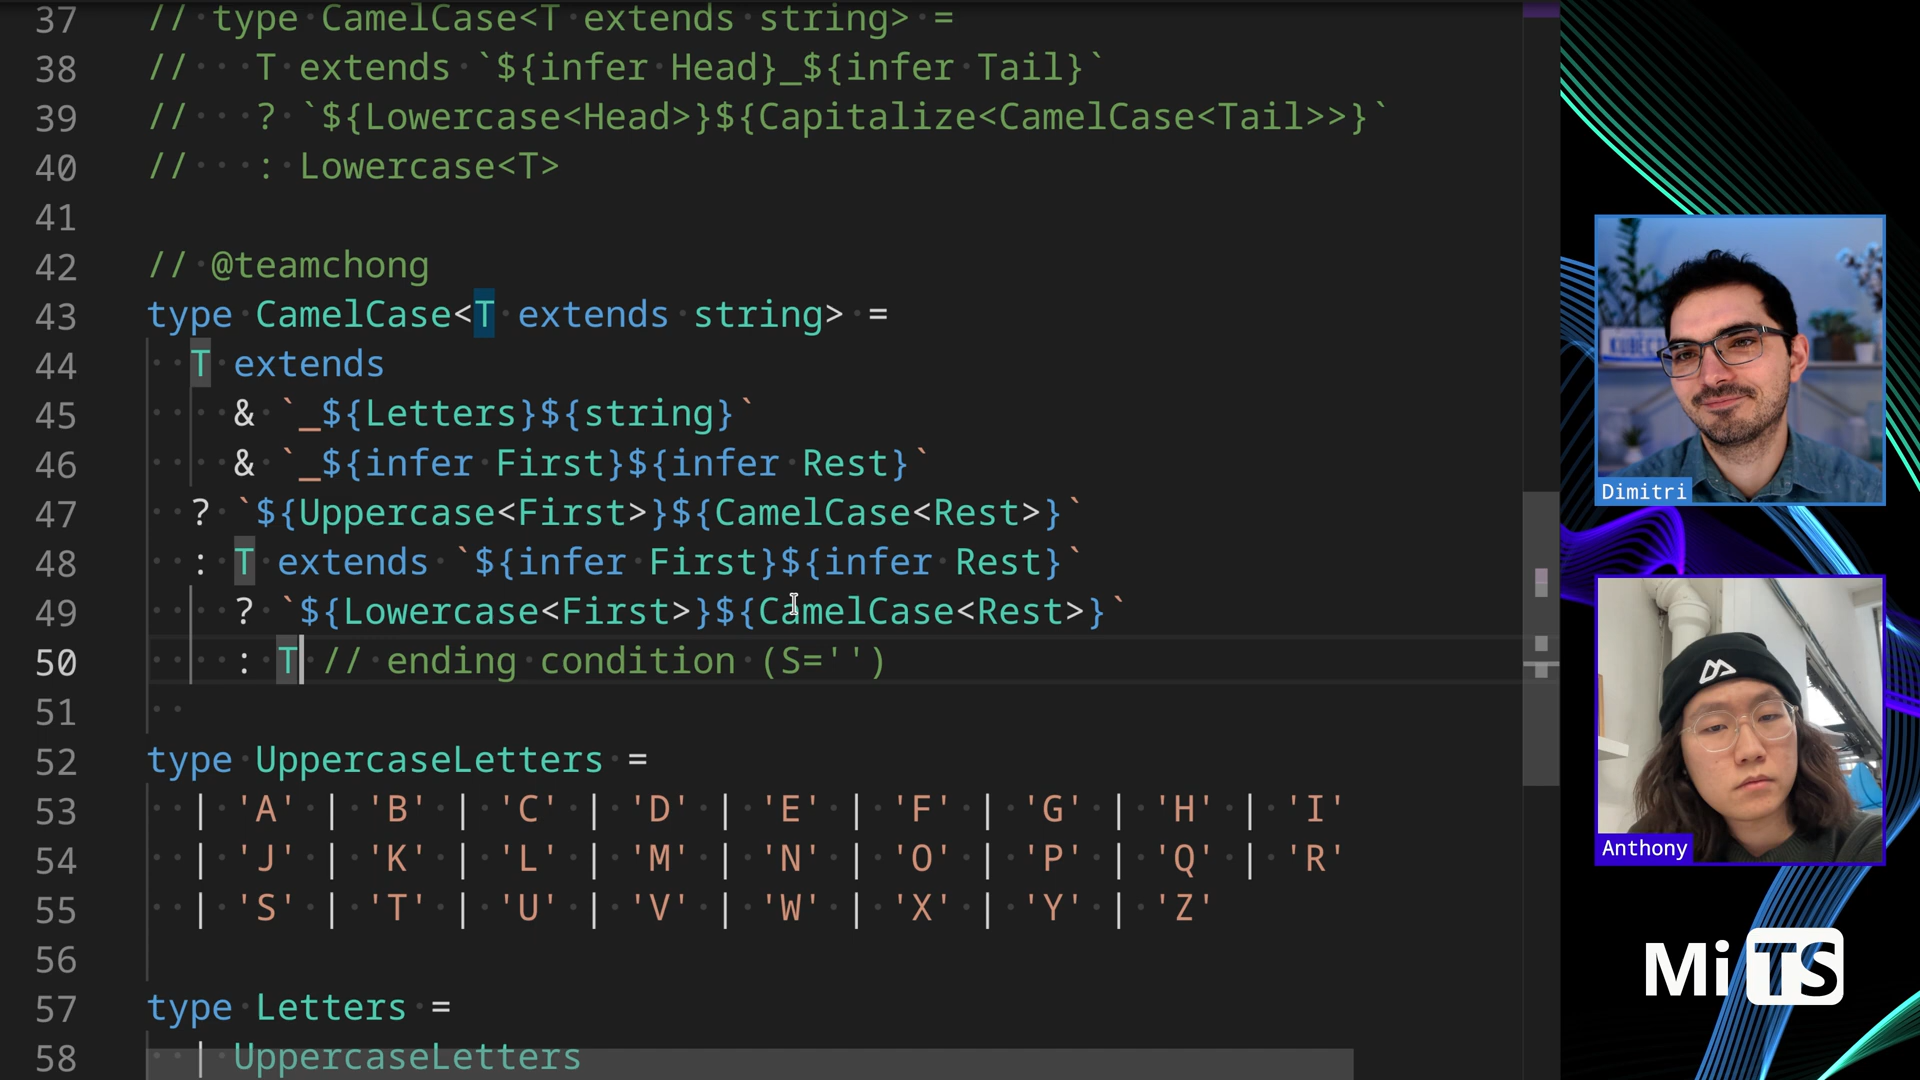 37 // type CamelCase<T extends string> =
38 //   T extends `${infer Head}_${infer Tail}`
39 //   ? `${Lowercase<Head>}${Capitalize<CamelCase<Tail>>}`
40 //   : Lowercase<T>
41
42 // @teamchong
43 type CamelCase<T extends string> =
44   T extends
45     & `_${Letters}${string}`
46     & `_${infer First}${infer Rest}`
47   ? `${Uppercase<First>}${CamelCase<Rest>}`
48   : T extends `${infer First}${infer Rest}`
49     ? `${Lowercase<First>}${CamelCase<Rest>}`
50     : T // ending condition (S='')
51
52 type UppercaseLetters =
53   | 'A' | 'B' | 'C' | 'D' | 'E' | 'F' | 'G' | 'H' | 'I'
54   | 'J' | 'K' | 'L' | 'M' | 'N' | 'O' | 'P' | 'Q' | 'R'
55   | 'S' | 'T' | 'U' | 'V' | 'W' | 'X' | 'Y' | 'Z'
56
57 type Letters =
58   | UppercaseLetters
Dimitri
Anthony
MiTS